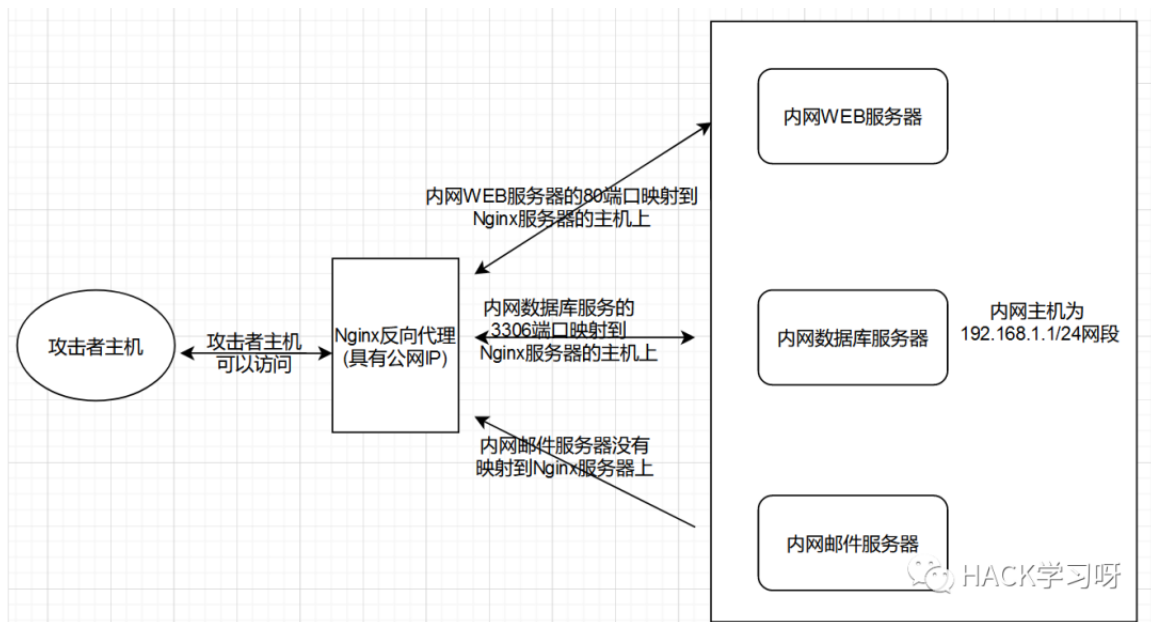 内网WEB服务器
内网WEB服务器的80端口映射到
Nginx服务器的主机上
攻击者主机
攻击者主机
可以访问
Nginx反向代理
(具有公网IP)
内网数据库服务的
3306端口映射到
Nginx服务器的主机上
内网数据库服务器
内网主机为
192.168.1.1/24网段
内网邮件服务器没有
映射到Nginx服务器上
内网邮件服务器
HACK学习呀